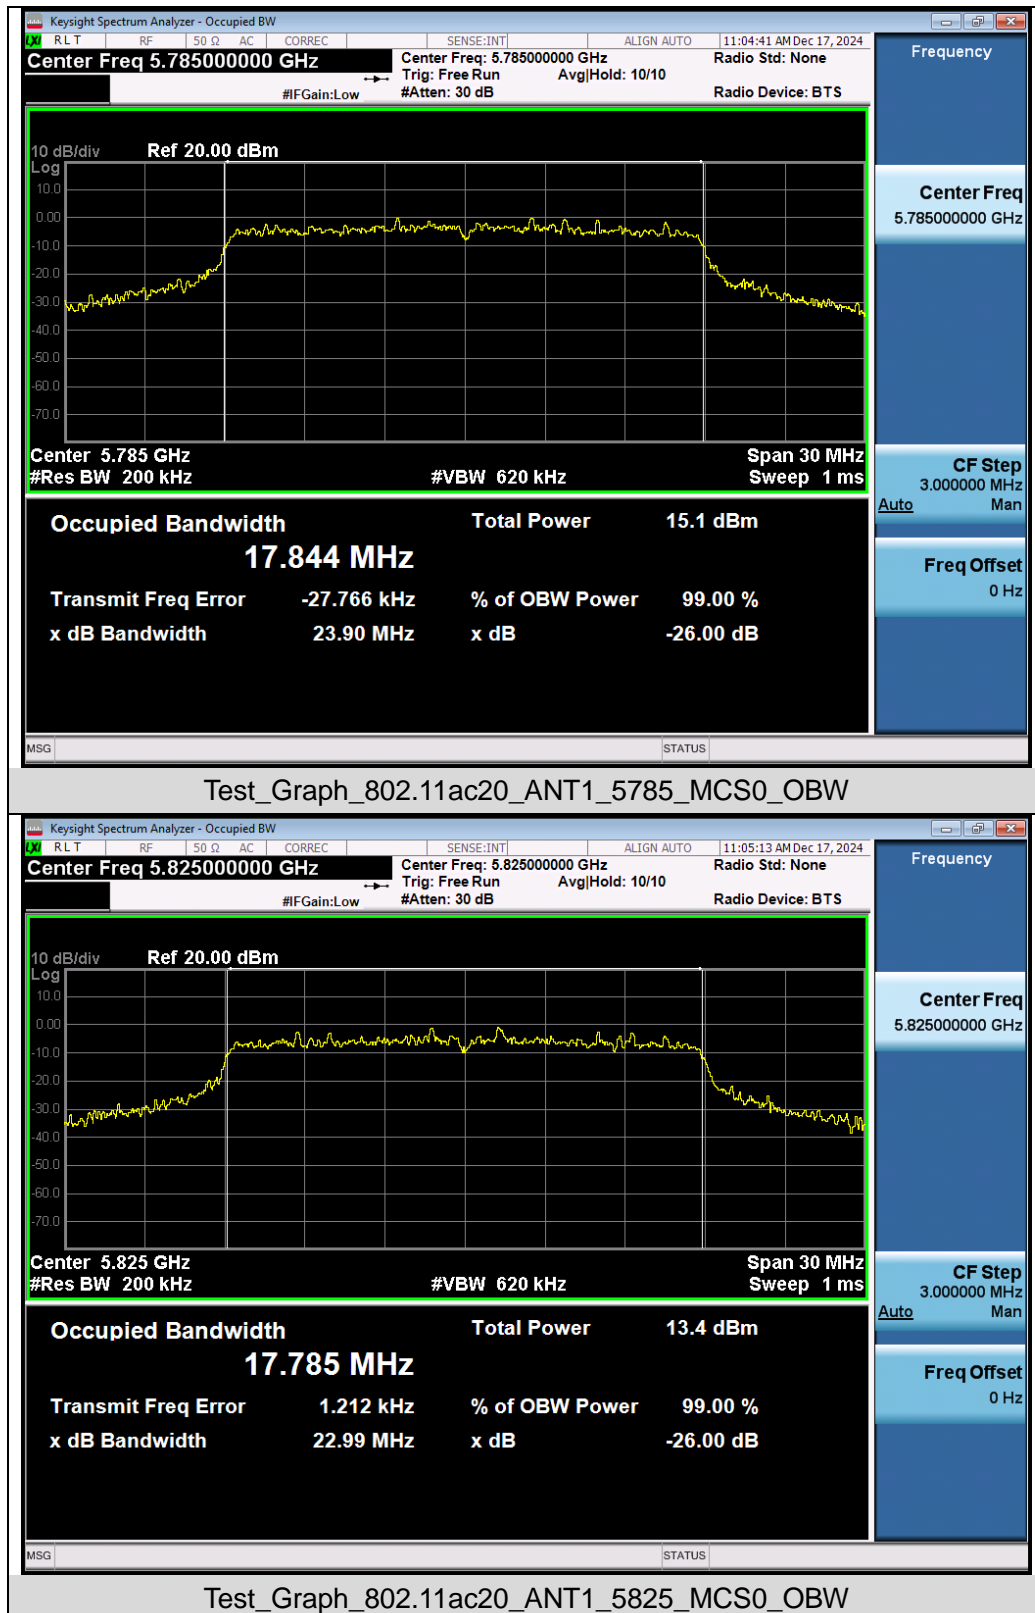 Keysight Spectrum Analyzer - Occupied BW
LXI RLT RF 50 Ω AC CORREC SENSE:INT ALIGN AUTO 11:04:41 AM Dec 17, 2024
Center Freq 5.785000000 GHz Center Freq: 5.785000000 GHz Radio Std: None Frequency
Trig: Free Run Avg|Hold: 10/10
#IFGain:Low #Atten: 30 dB Radio Device: BTS
10 dB/div Ref 20.00 dBm
Log
10.0
0.00
-10.0
-20.0
-30.0
-40.0
-50.0
-60.0
-70.0
Center Freq
5.785000000 GHz
Center 5.785 GHz Span 30 MHz
#Res BW 200 kHz #VBW 620 kHz Sweep 1 ms
CF Step
3.000000 MHz
Auto Man
Occupied Bandwidth Total Power 15.1 dBm
17.844 MHz
Freq Offset
0 Hz
Transmit Freq Error -27.766 kHz % of OBW Power 99.00 %
x dB Bandwidth 23.90 MHz x dB -26.00 dB
MSG STATUS
Test_Graph_802.11ac20_ANT1_5785_MCS0_OBW
Keysight Spectrum Analyzer - Occupied BW
LXI RLT RF 50 Ω AC CORREC SENSE:INT ALIGN AUTO 11:05:13 AM Dec 17, 2024
Center Freq 5.825000000 GHz Center Freq: 5.825000000 GHz Radio Std: None Frequency
Trig: Free Run Avg|Hold: 10/10
#IFGain:Low #Atten: 30 dB Radio Device: BTS
10 dB/div Ref 20.00 dBm
Log
10.0
0.00
-10.0
-20.0
-30.0
-40.0
-50.0
-60.0
-70.0
Center Freq
5.825000000 GHz
Center 5.825 GHz Span 30 MHz
#Res BW 200 kHz #VBW 620 kHz Sweep 1 ms
CF Step
3.000000 MHz
Auto Man
Occupied Bandwidth Total Power 13.4 dBm
17.785 MHz
Freq Offset
0 Hz
Transmit Freq Error 1.212 kHz % of OBW Power 99.00 %
x dB Bandwidth 22.99 MHz x dB -26.00 dB
MSG STATUS
Test_Graph_802.11ac20_ANT1_5825_MCS0_OBW